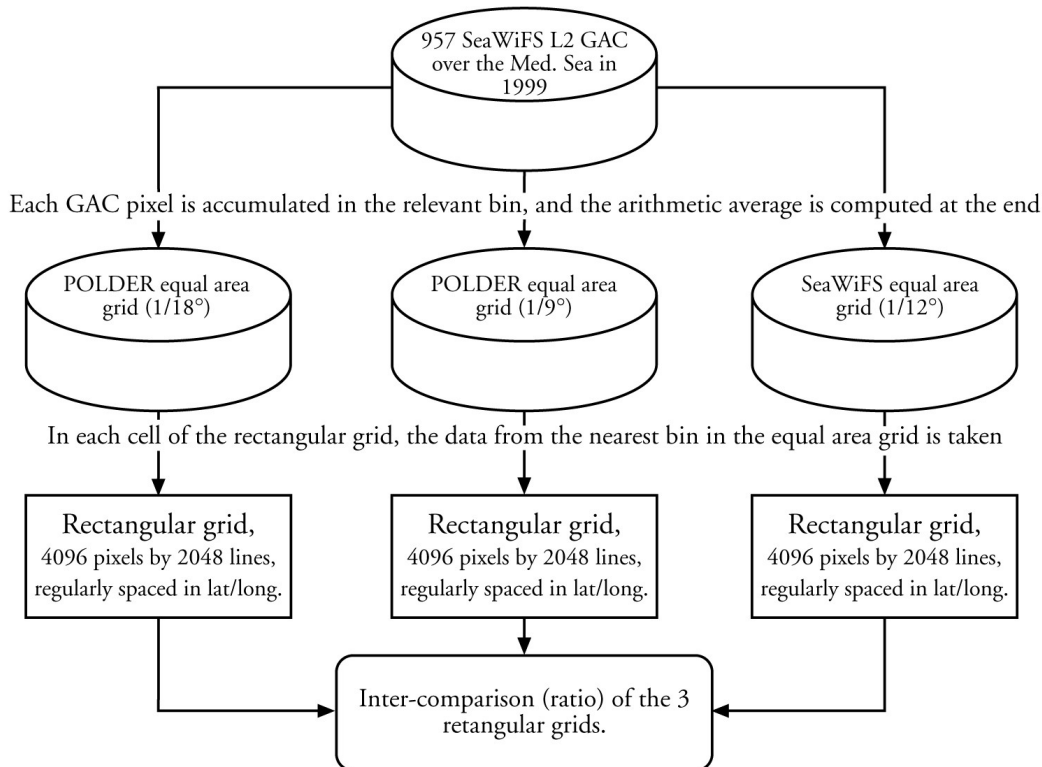 957 SeaWiFS L2 GAC
over the Med. Sea in
1999
Each GAC pixel is accumulated in the relevant bin, and the arithmetic average is computed at the end
POLDER equal area
grid (1/18°)
POLDER equal area
grid (1/9°)
SeaWiFS equal area
grid (1/12°)
In each cell of the rectangular grid, the data from the nearest bin in the equal area grid is taken
Rectangular grid,
4096 pixels by 2048 lines,
regularly spaced in lat/long.
Rectangular grid,
4096 pixels by 2048 lines,
regularly spaced in lat/long.
Rectangular grid,
4096 pixels by 2048 lines,
regularly spaced in lat/long.
Inter-comparison (ratio) of the 3
retangular grids.